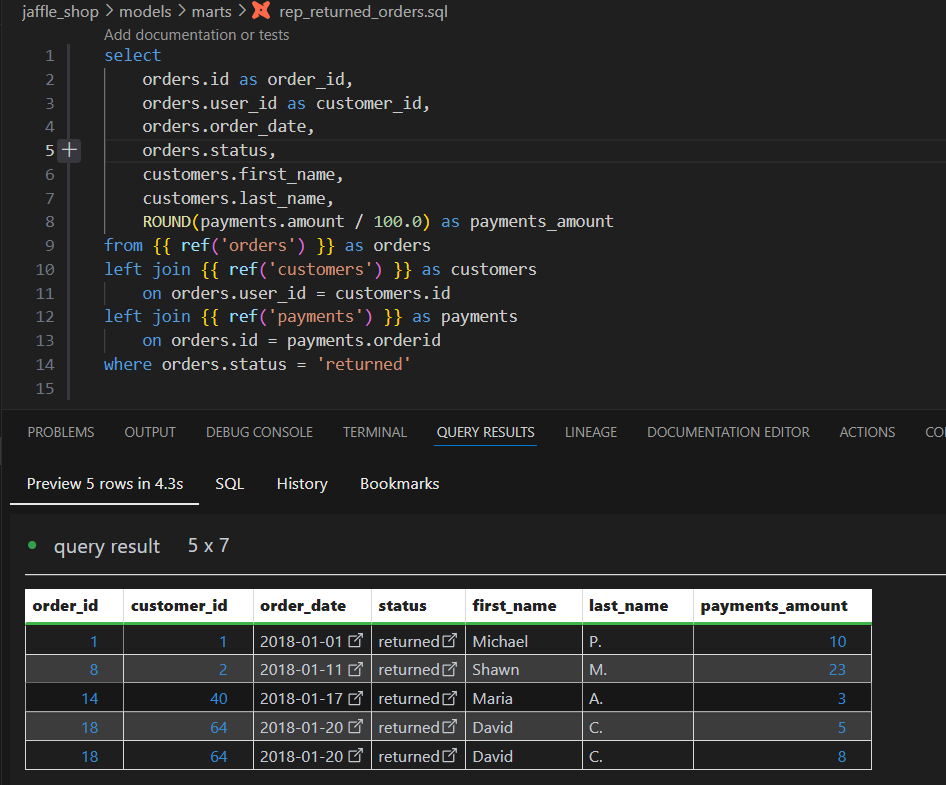 jaffle_shop > models > marts > rep_returned_orders.sql
Add documentation or tests
1 select
2 orders.id as order_id,
3 orders.user_id as customer_id,
4 orders.order_date,
5 + orders.status,
6 customers.first_name,
7 customers.last_name,
8 ROUND(payments.amount / 100.0) as payments_amount
9 from {{ ref('orders') }} as orders
10 left join {{ ref('customers') }} as customers
11 on orders.user_id = customers.id
12 left join {{ ref('payments') }} as payments
13 on orders.id = payments.orderid
14 where orders.status = 'returned'
15
PROBLEMS OUTPUT DEBUG CONSOLE TERMINAL QUERY RESULTS LINEAGE DOCUMENTATION EDITOR ACTIONS CO
Preview 5 rows in 4.3s SQL History Bookmarks
query result 5 x 7
order_id customer_id order_date status first_name last_name payments_amount
1 1 2018-01-01 returned Michael P. 10
8 2 2018-01-11 returned Shawn M. 23
14 40 2018-01-17 returned Maria A. 3
18 64 2018-01-20 returned David C. 5
18 64 2018-01-20 returned David C. 8